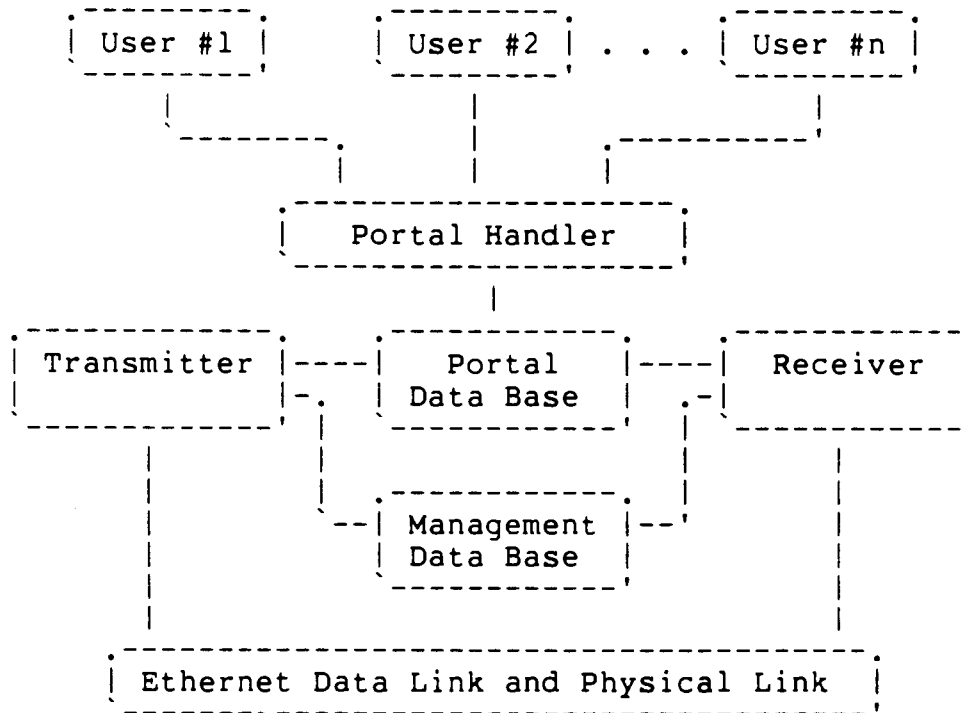 User #1 User #2 . . . User #n
Portal Handler
Transmitter Portal Receiver
Data Base
Management
Data Base
Ethernet Data Link and Physical Link